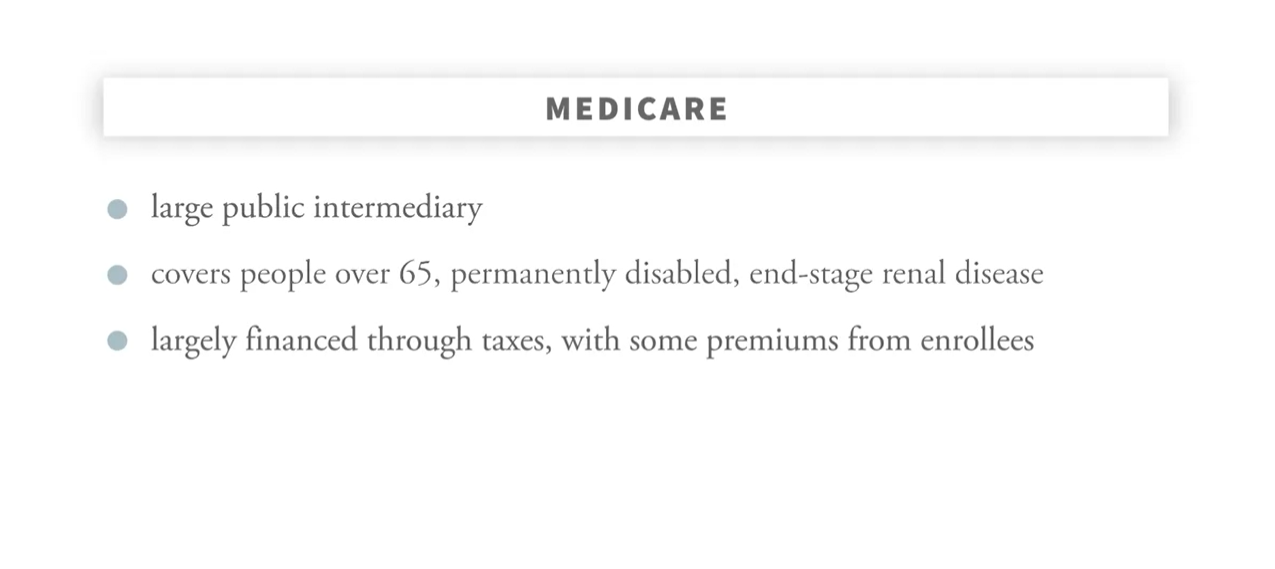 MEDICARE
large public intermediary
covers people over 65, permanently disabled, end-stage renal disease
largely financed through taxes, with some premiums from enrollees